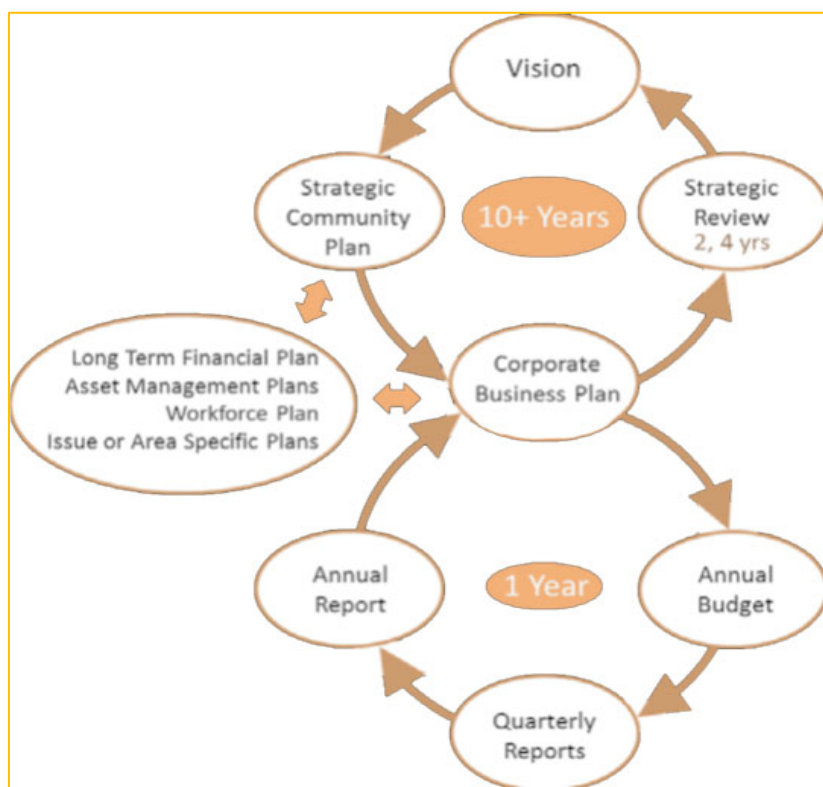 Vision
Strategic
Community
Plan
10+ Years
Strategic
Review
2, 4 yrs
Long Term Financial Plan
Asset Management Plans
Workforce Plan
Issue or Area Specific Plans
Corporate
Business Plan
Annual
Report
1 Year
Annual
Budget
Quarterly
Reports